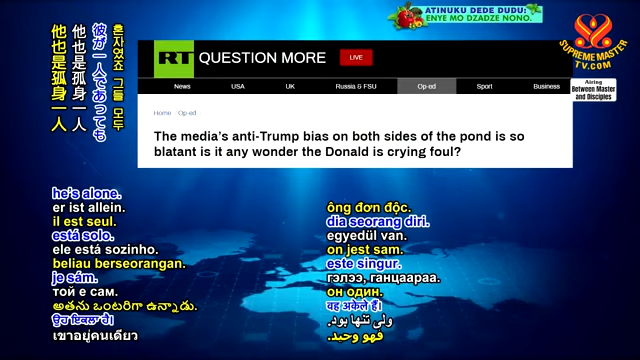 ATINUKU DEDE DUDU:
ENYE MO DZADZE NONO.
SUPREME MASTER
TV.COM
Airing
Between Master
and Disciples
혼자였죠 그들 모두
彼が一人であっても
他也是孤身一人
他也是孤身一人
RT QUESTION MORE LIVE
News USA UK Russia & FSU Op-ed Sport Business
Home Op-ed
The media's anti-Trump bias on both sides of the pond is so
blatant is it any wonder the Donald is crying foul?
he's alone.
er ist allein.
il est seul.
está solo.
ele está sozinho.
beliau berseorangan.
je sám.
той е сам.
అతను ఒంటరిగా ఉన్నాడు.
ਉਹ ਇਕਲਾ ਹੈ।
เขาอยู่คนเดียว
ông đơn độc.
dia seorang diri.
egyedül van.
on jest sam.
este singur.
гэлээ, ганцаараа.
он один.
वह अकेले हैं।
ولی تنها بود.
فهو وحيد.